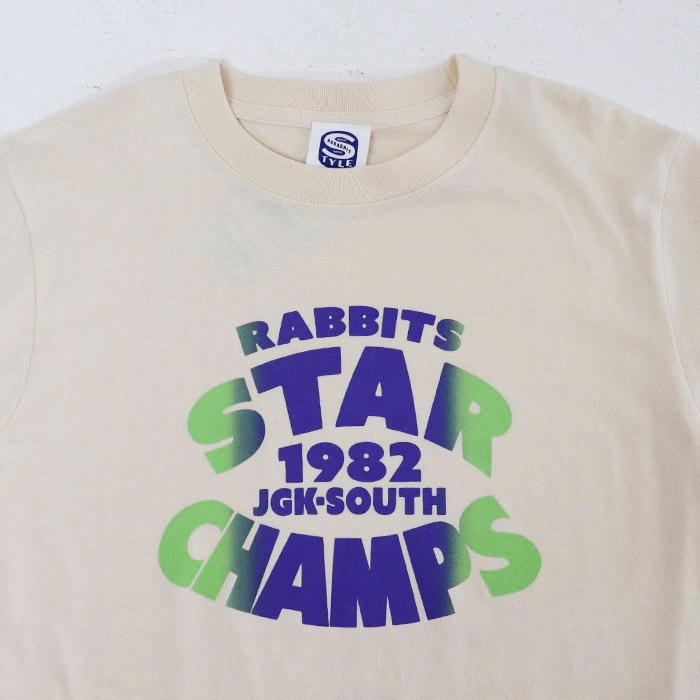 TYLE
RABBITS
STAR
1982
JGK-SOUTH
CHAMPS